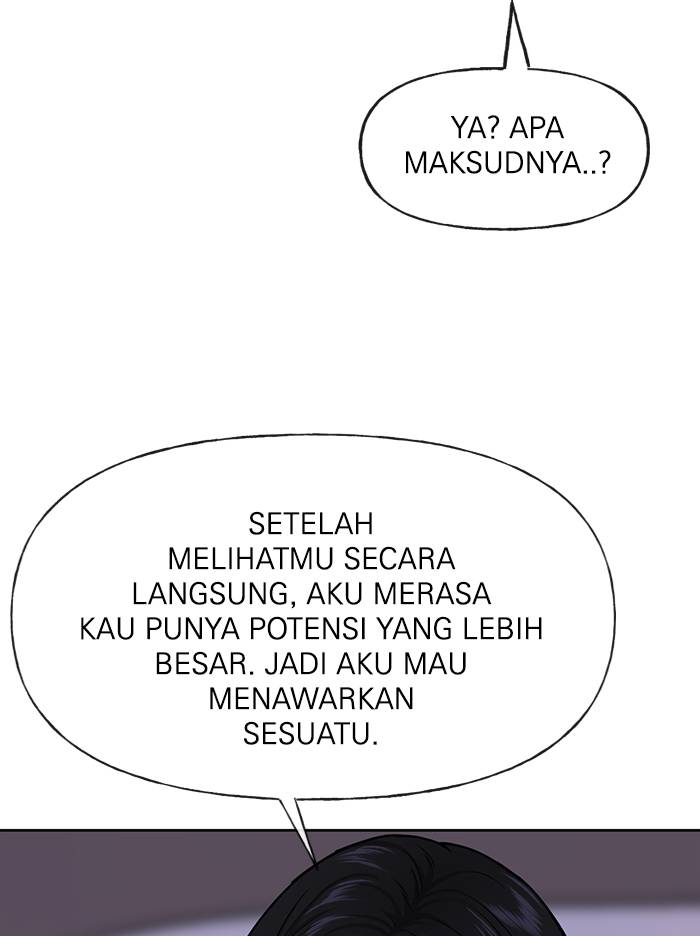 YA? APA
MAKSUDNYA..?
SETELAH
MELIHATMU SECARA
LANGSUNG, AKU MERASA
KAU PUNYA POTENSI YANG LEBIH
BESAR. JADI AKU MAU
MENAWARKAN
SESUATU.